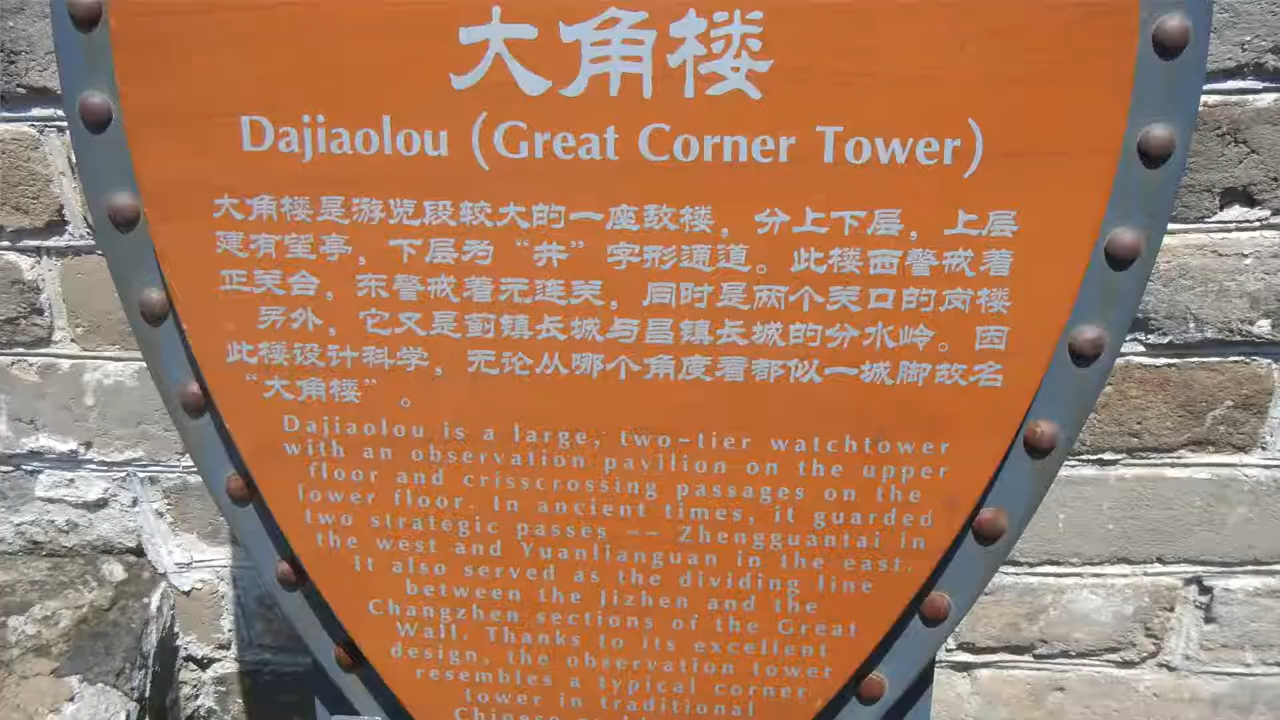 大角楼
Dajiaolou (Great Corner Tower)
大角楼是游览段较大的一座敌楼，分上下层，上层
建有望亭，下层为“井”字形通道。此楼西警戒着
正关台，东警戒着元连关，同时是两个关口的岗楼
另外，它又是蓟镇长城与昌镇长城的分水岭。因
此楼设计科学，无论从哪个角度看都似一城脚故名
“大角楼”。
Dajiaolou is a large, two-tier watchtower
with an observation pavilion on the upper
floor and crisscrossing passages on the
lower floor. In ancient times, it guarded
two strategic passes -- Zhengguantai in
the west and Yuanlianguan in the east.
It also served as the dividing line
between the Jizhen and the
Changzhen sections of the Great
Wall. Thanks to its excellent
design, the observation tower
resembles a typical corner
tower in traditional
Chinese